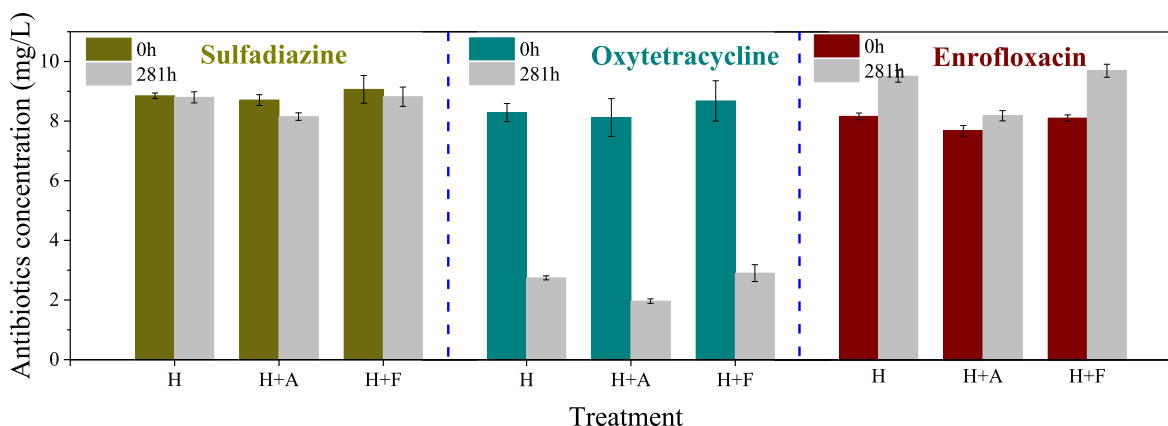 Antibiotics concentration (mg/L)
10
8
6
4
2
0
0h
281h
Sulfadiazine
H
H+A
H+F
0h
281h
Oxytetracycline
H
H+A
H+F
0h
281h
Enrofloxacin
H
H+A
H+F
Treatment